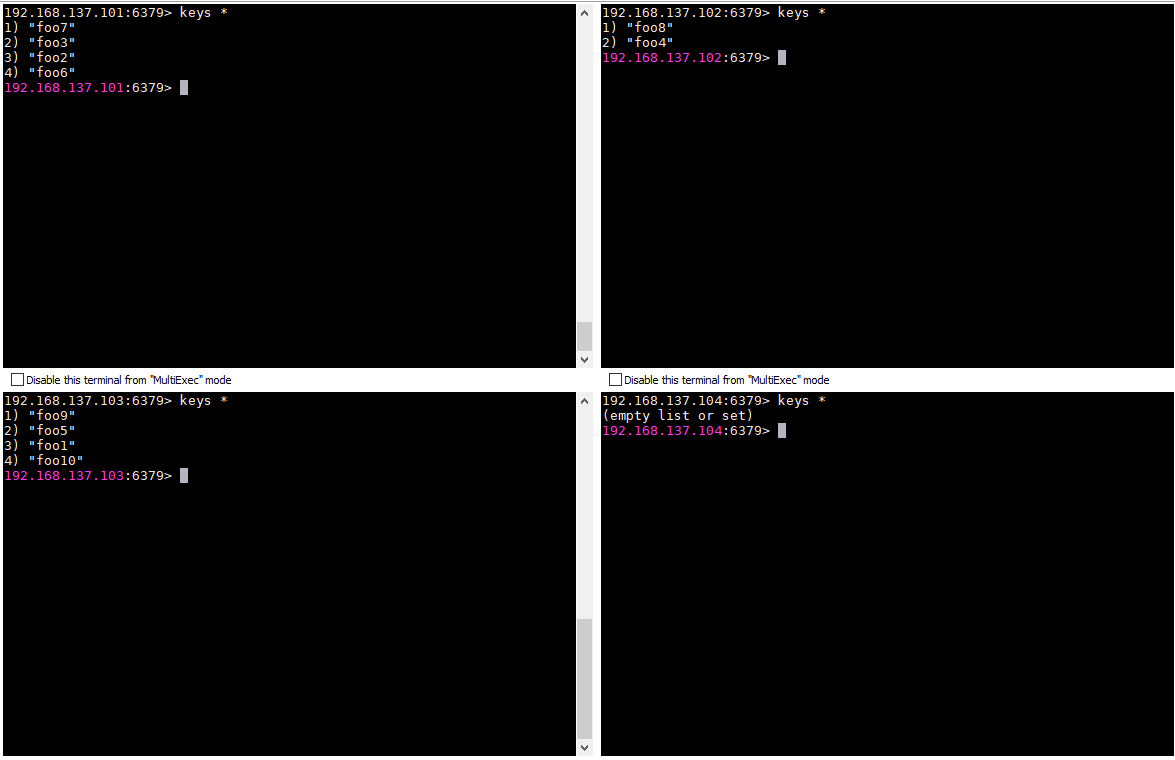 192.168.137.101:6379> keys *
1) "foo7"
2) "foo3"
3) "foo2"
4) "foo6"
192.168.137.101:6379>
192.168.137.102:6379> keys *
1) "foo8"
2) "foo4"
192.168.137.102:6379>
Disable this terminal from "MultiExec" mode
Disable this terminal from "MultiExec" mode
192.168.137.103:6379> keys *
1) "foo9"
2) "foo5"
3) "foo1"
4) "foo10"
192.168.137.103:6379>
192.168.137.104:6379> keys *
(empty list or set)
192.168.137.104:6379>